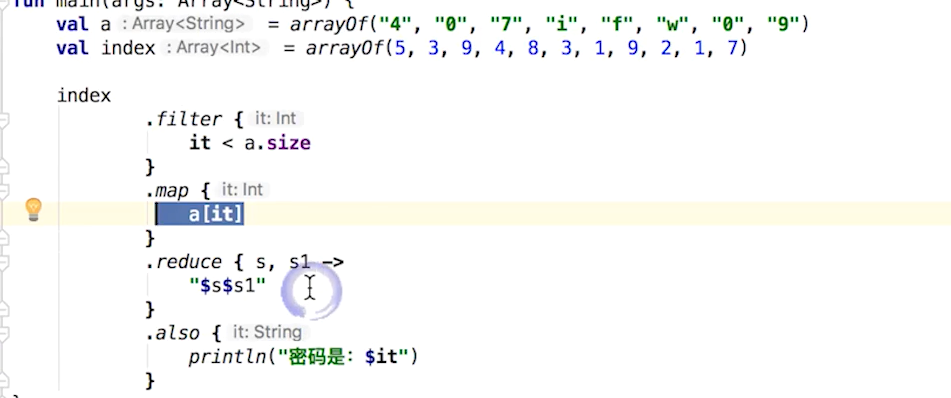 fun main(args: Array<String>) {
val a : Array<String> = arrayOf("4", "0", "7", "i", "f", "w", "0", "9")
val index : Array<Int> = arrayOf(5, 3, 9, 4, 8, 3, 1, 9, 2, 1, 7)
index
.filter { it: Int
it < a.size
}
.map { it: Int
a[it]
}
.reduce { s, s1 ->
"$s$s1"
}
.also { it: String
println("密码是：$it")
}